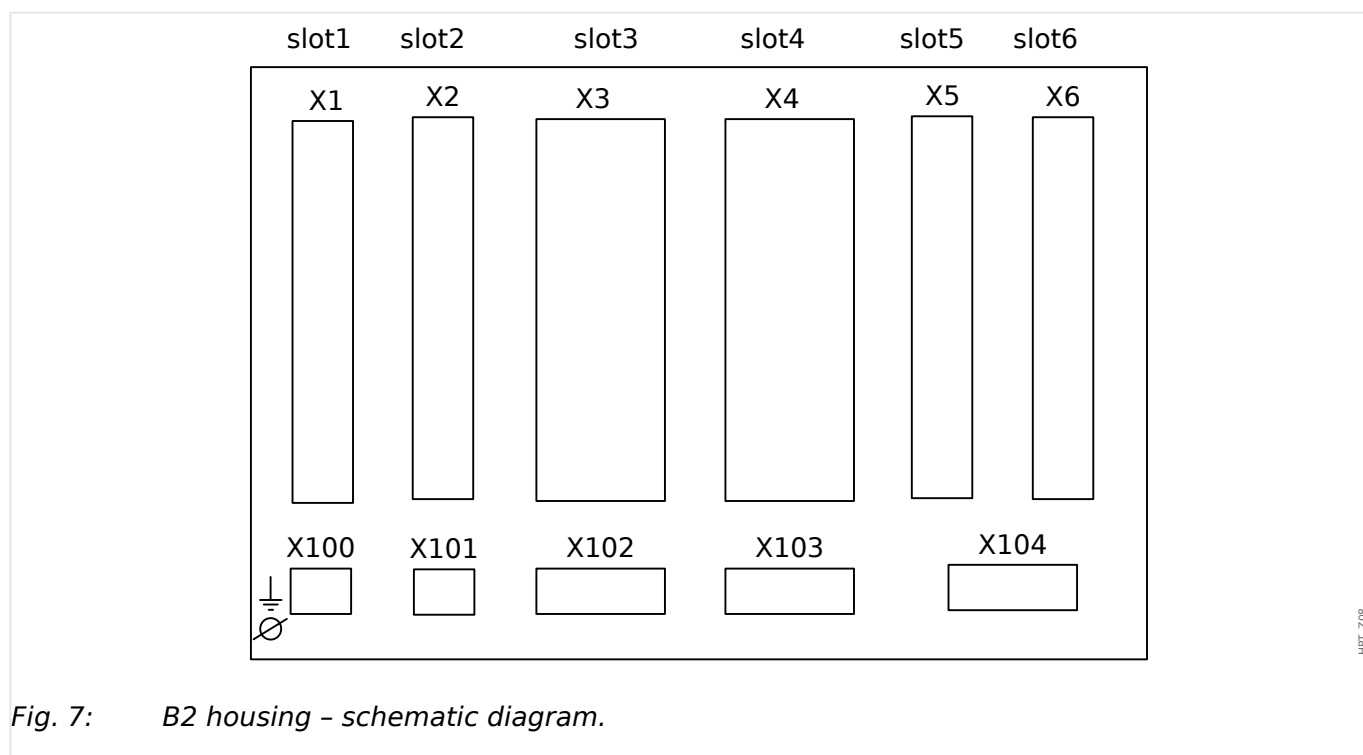 slot1 slot2 slot3 slot4 slot5 slot6
X1 X2 X3 X4 X5 X6
X100 X101 X102 X103 X104
Fig. 7: B2 housing – schematic diagram.